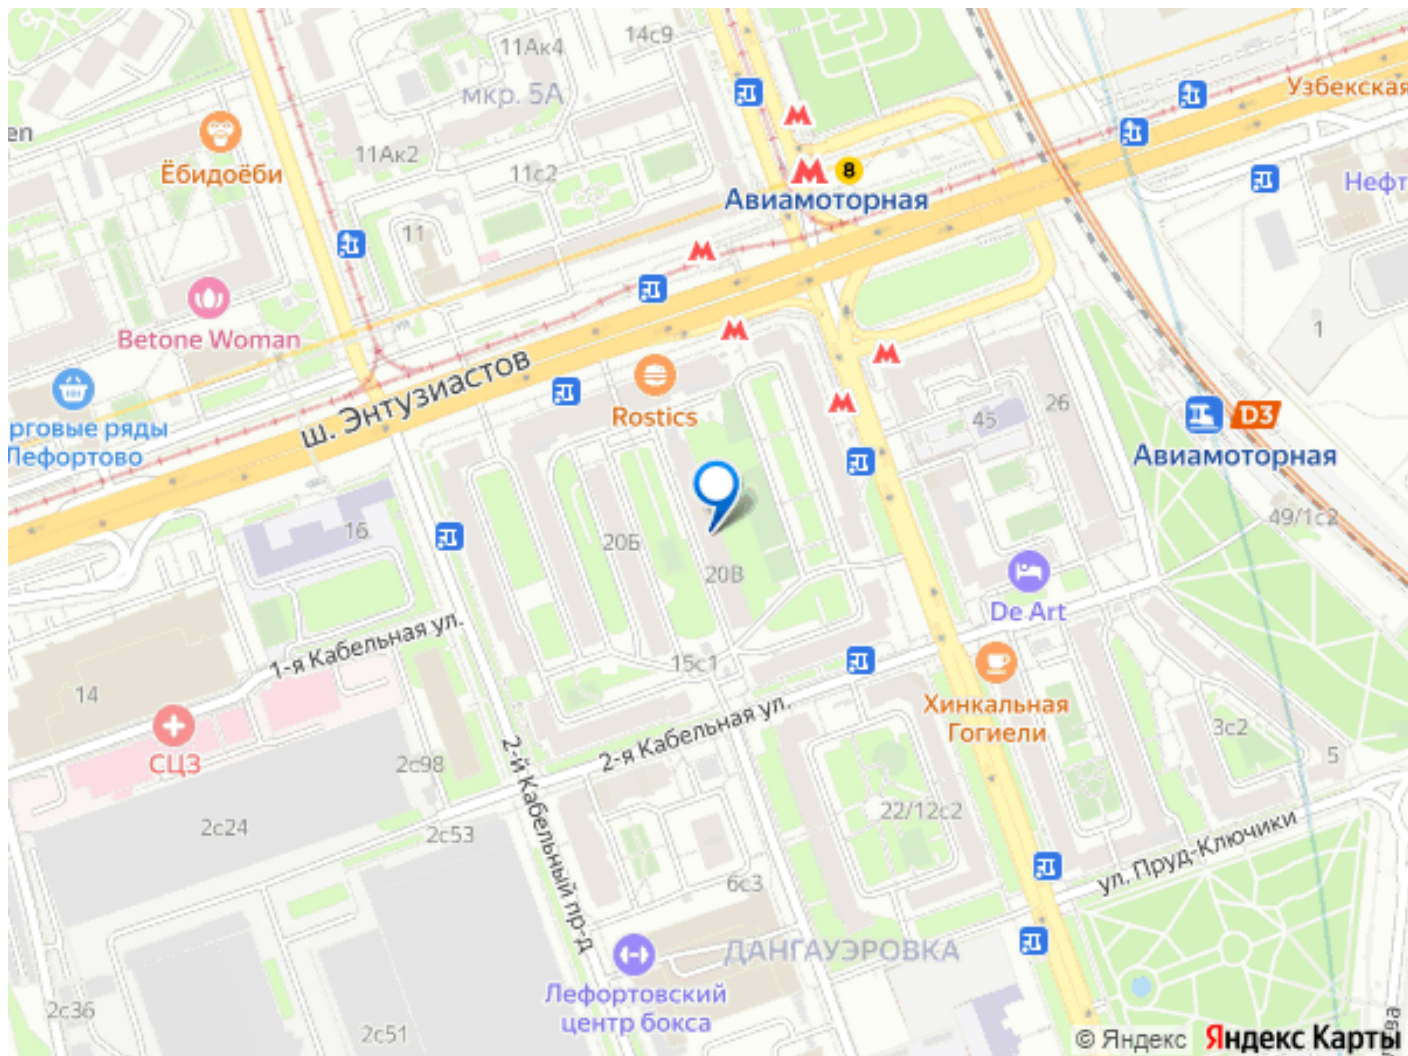 14с9
11Ак4
мкр. 5А
Узбекская
en
Ёбидоёби
11Ак2
11с2
8
Авиамоторная
Нефт
11
Betone Woman
1
ш. Энтузиастов
Rostics
26
45
D3
Авиамоторная
рговые ряды
Лефортово
49/1с2
16
20Б
20В
De Art
1-я Кабельная ул.
15с1
14
СЦЗ
2-я Кабельная ул.
Хинкальная
Гогиели
3с2
5
2с98
2-й Кабельный пр-д
2с24
2с53
22/12с2
ул. Пруд-Ключики
6с3
ДАНГАУЭРОВКА
Лефортовский
центр бокса
2с36
2с51
© Яндекс Яндекс Карты
ва